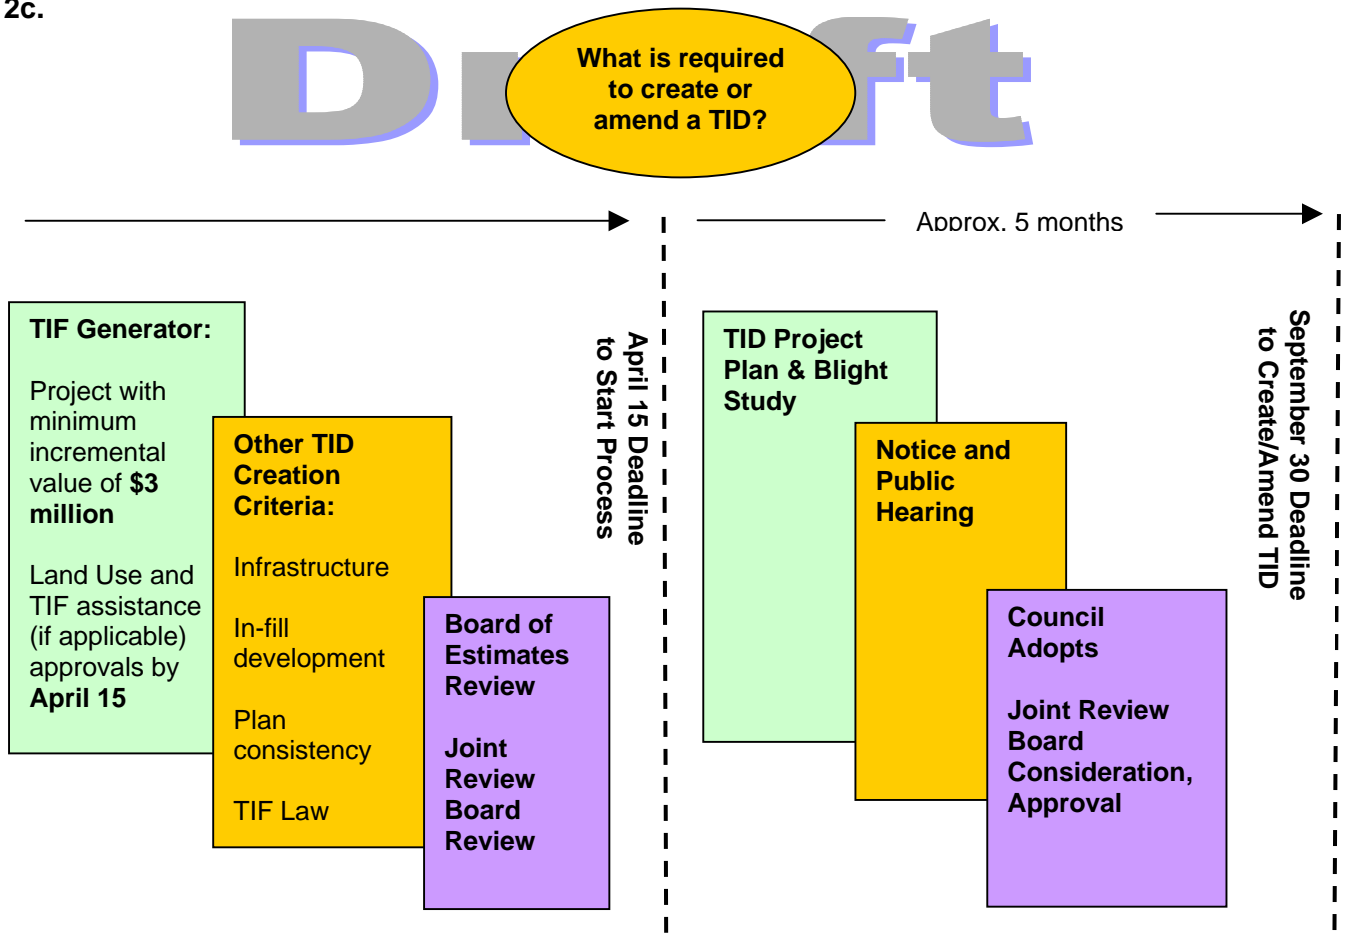 2c.
Draft
What is required
to create or
amend a TID?
Approx. 5 months
TIF Generator:
Project with
minimum
incremental
value of $3
million
Land Use and
TIF assistance
(if applicable)
approvals by
April 15
Other TID
Creation
Criteria:
Infrastructure
In-fill
development
Plan
consistency
TIF Law
Board of
Estimates
Review
Joint
Review
Board
Review
April 15 Deadline
to Start Process
TID Project
Plan & Blight
Study
Notice and
Public
Hearing
Council
Adopts
Joint Review
Board
Consideration,
Approval
September 30 Deadline
to Create/Amend TID